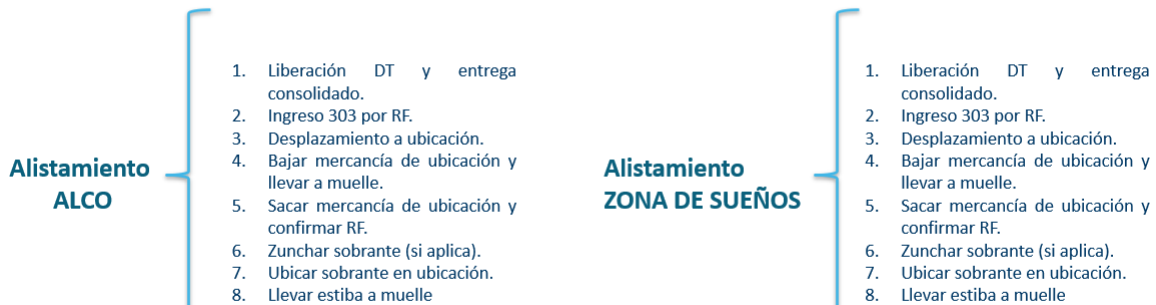 Alistamiento
ALCO
1. Liberación DT y entrega
consolidado.
2. Ingreso 303 por RF.
3. Desplazamiento a ubicación.
4. Bajar mercancía de ubicación y
llevar a muelle.
5. Sacar mercancía de ubicación y
confirmar RF.
6. Zunchar sobrante (si aplica).
7. Ubicar sobrante en ubicación.
8. Llevar estiba a muelle
Alistamiento
ZONA DE SUEÑOS
1. Liberación DT y entrega
consolidado.
2. Ingreso 303 por RF.
3. Desplazamiento a ubicación.
4. Bajar mercancía de ubicación y
llevar a muelle.
5. Sacar mercancía de ubicación y
confirmar RF.
6. Zunchar sobrante (si aplica).
7. Ubicar sobrante en ubicación.
8. Llevar estiba a muelle